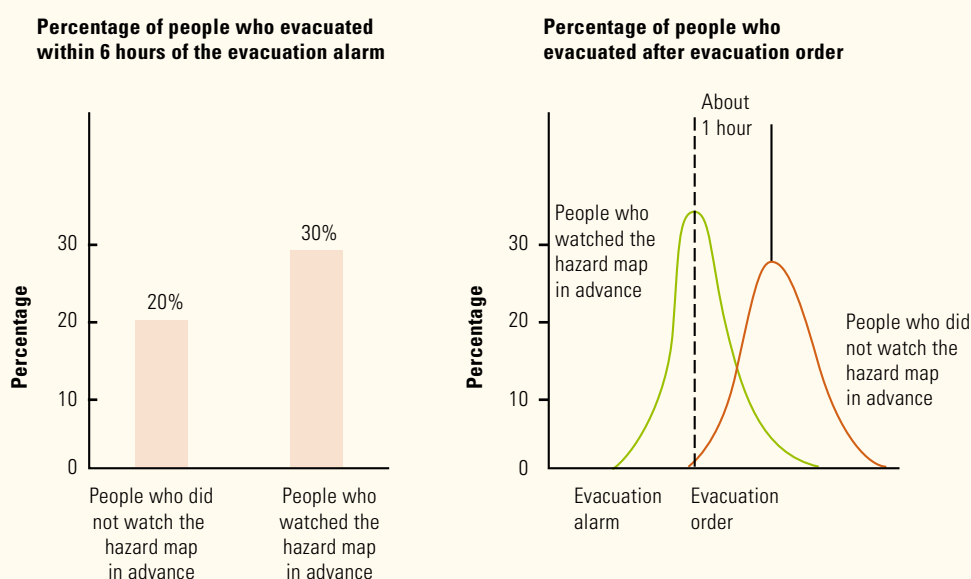 Percentage of people who evacuated
within 6 hours of the evacuation alarm
Percentage
30
20
10
0
20%
30%
People who did
not watch the
hazard map
in advance
People who
watched the
hazard map
in advance
Percentage of people who
evacuated after evacuation order
About
1 hour
Percentage
30
20
10
0
People who
watched the
hazard map
in advance
People who did
not watch the
hazard map
in advance
Evacuation
alarm
Evacuation
order